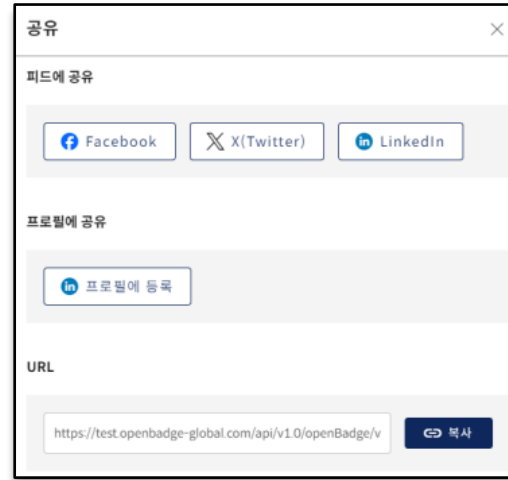 공유
피드에 공유
Facebook X(Twitter) LinkedIn
프로필에 공유
프로필에 등록
URL
https://test.openbadge-global.com/api/v1.0/openBadge/v 복사